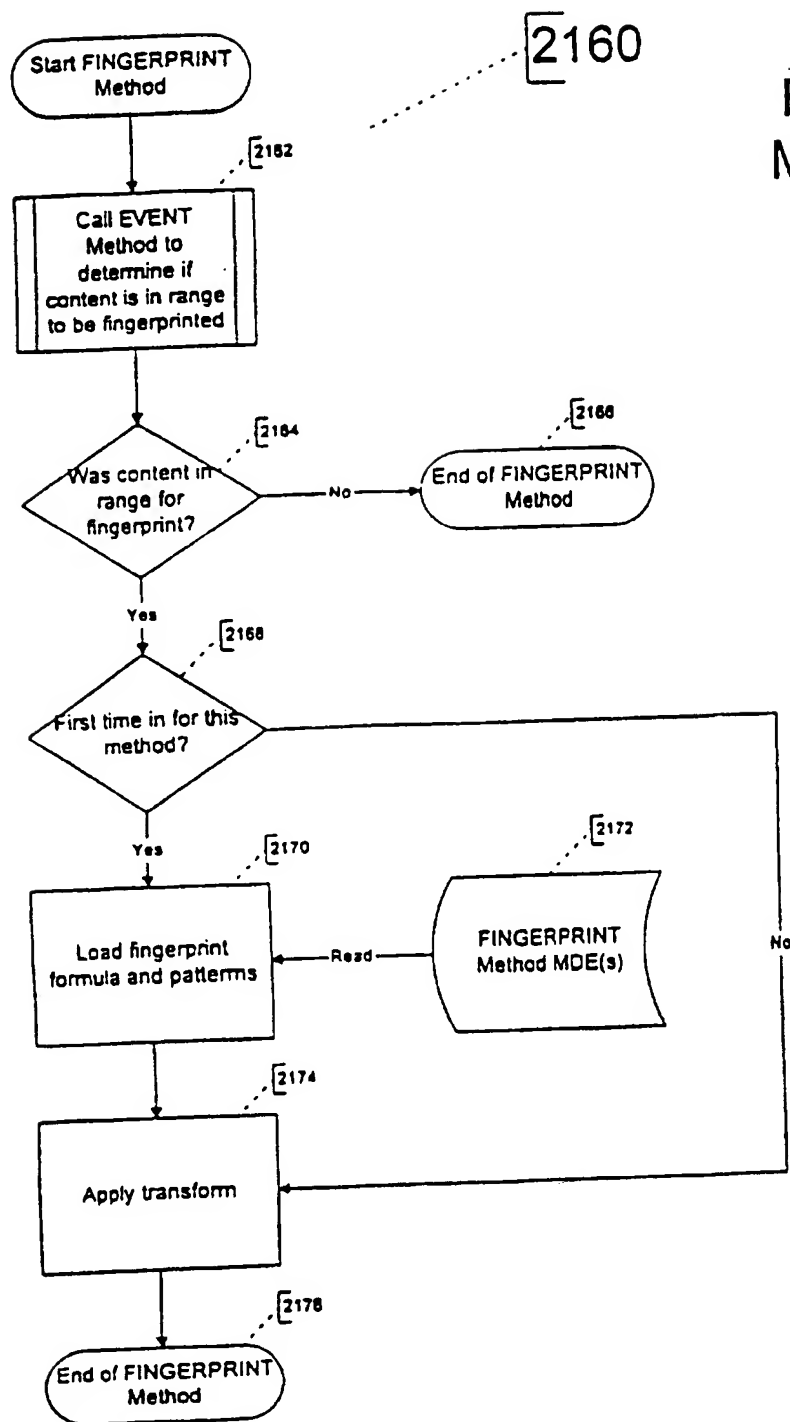 2160
Start FINGERPRINT
Method
2162
Call EVENT
Method to
determine if
content is in range
to be fingerprinted
2164
Was content in
range for
fingerprint?
No
2166
End of FINGERPRINT
Method
Yes
2168
First time in for this
method?
No
Yes
2170
Load fingerprint
formula and patterns
Read
2172
FINGERPRINT
Method MDE(s)
2174
Apply transform
2176
End of FINGERPRINT
Method